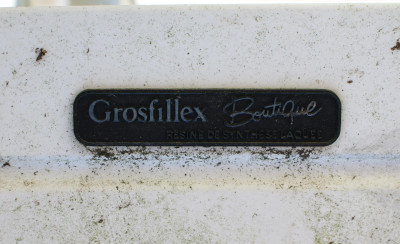 Grosfillex Boutique
RESINE DE SYNTHESE LAQUEE